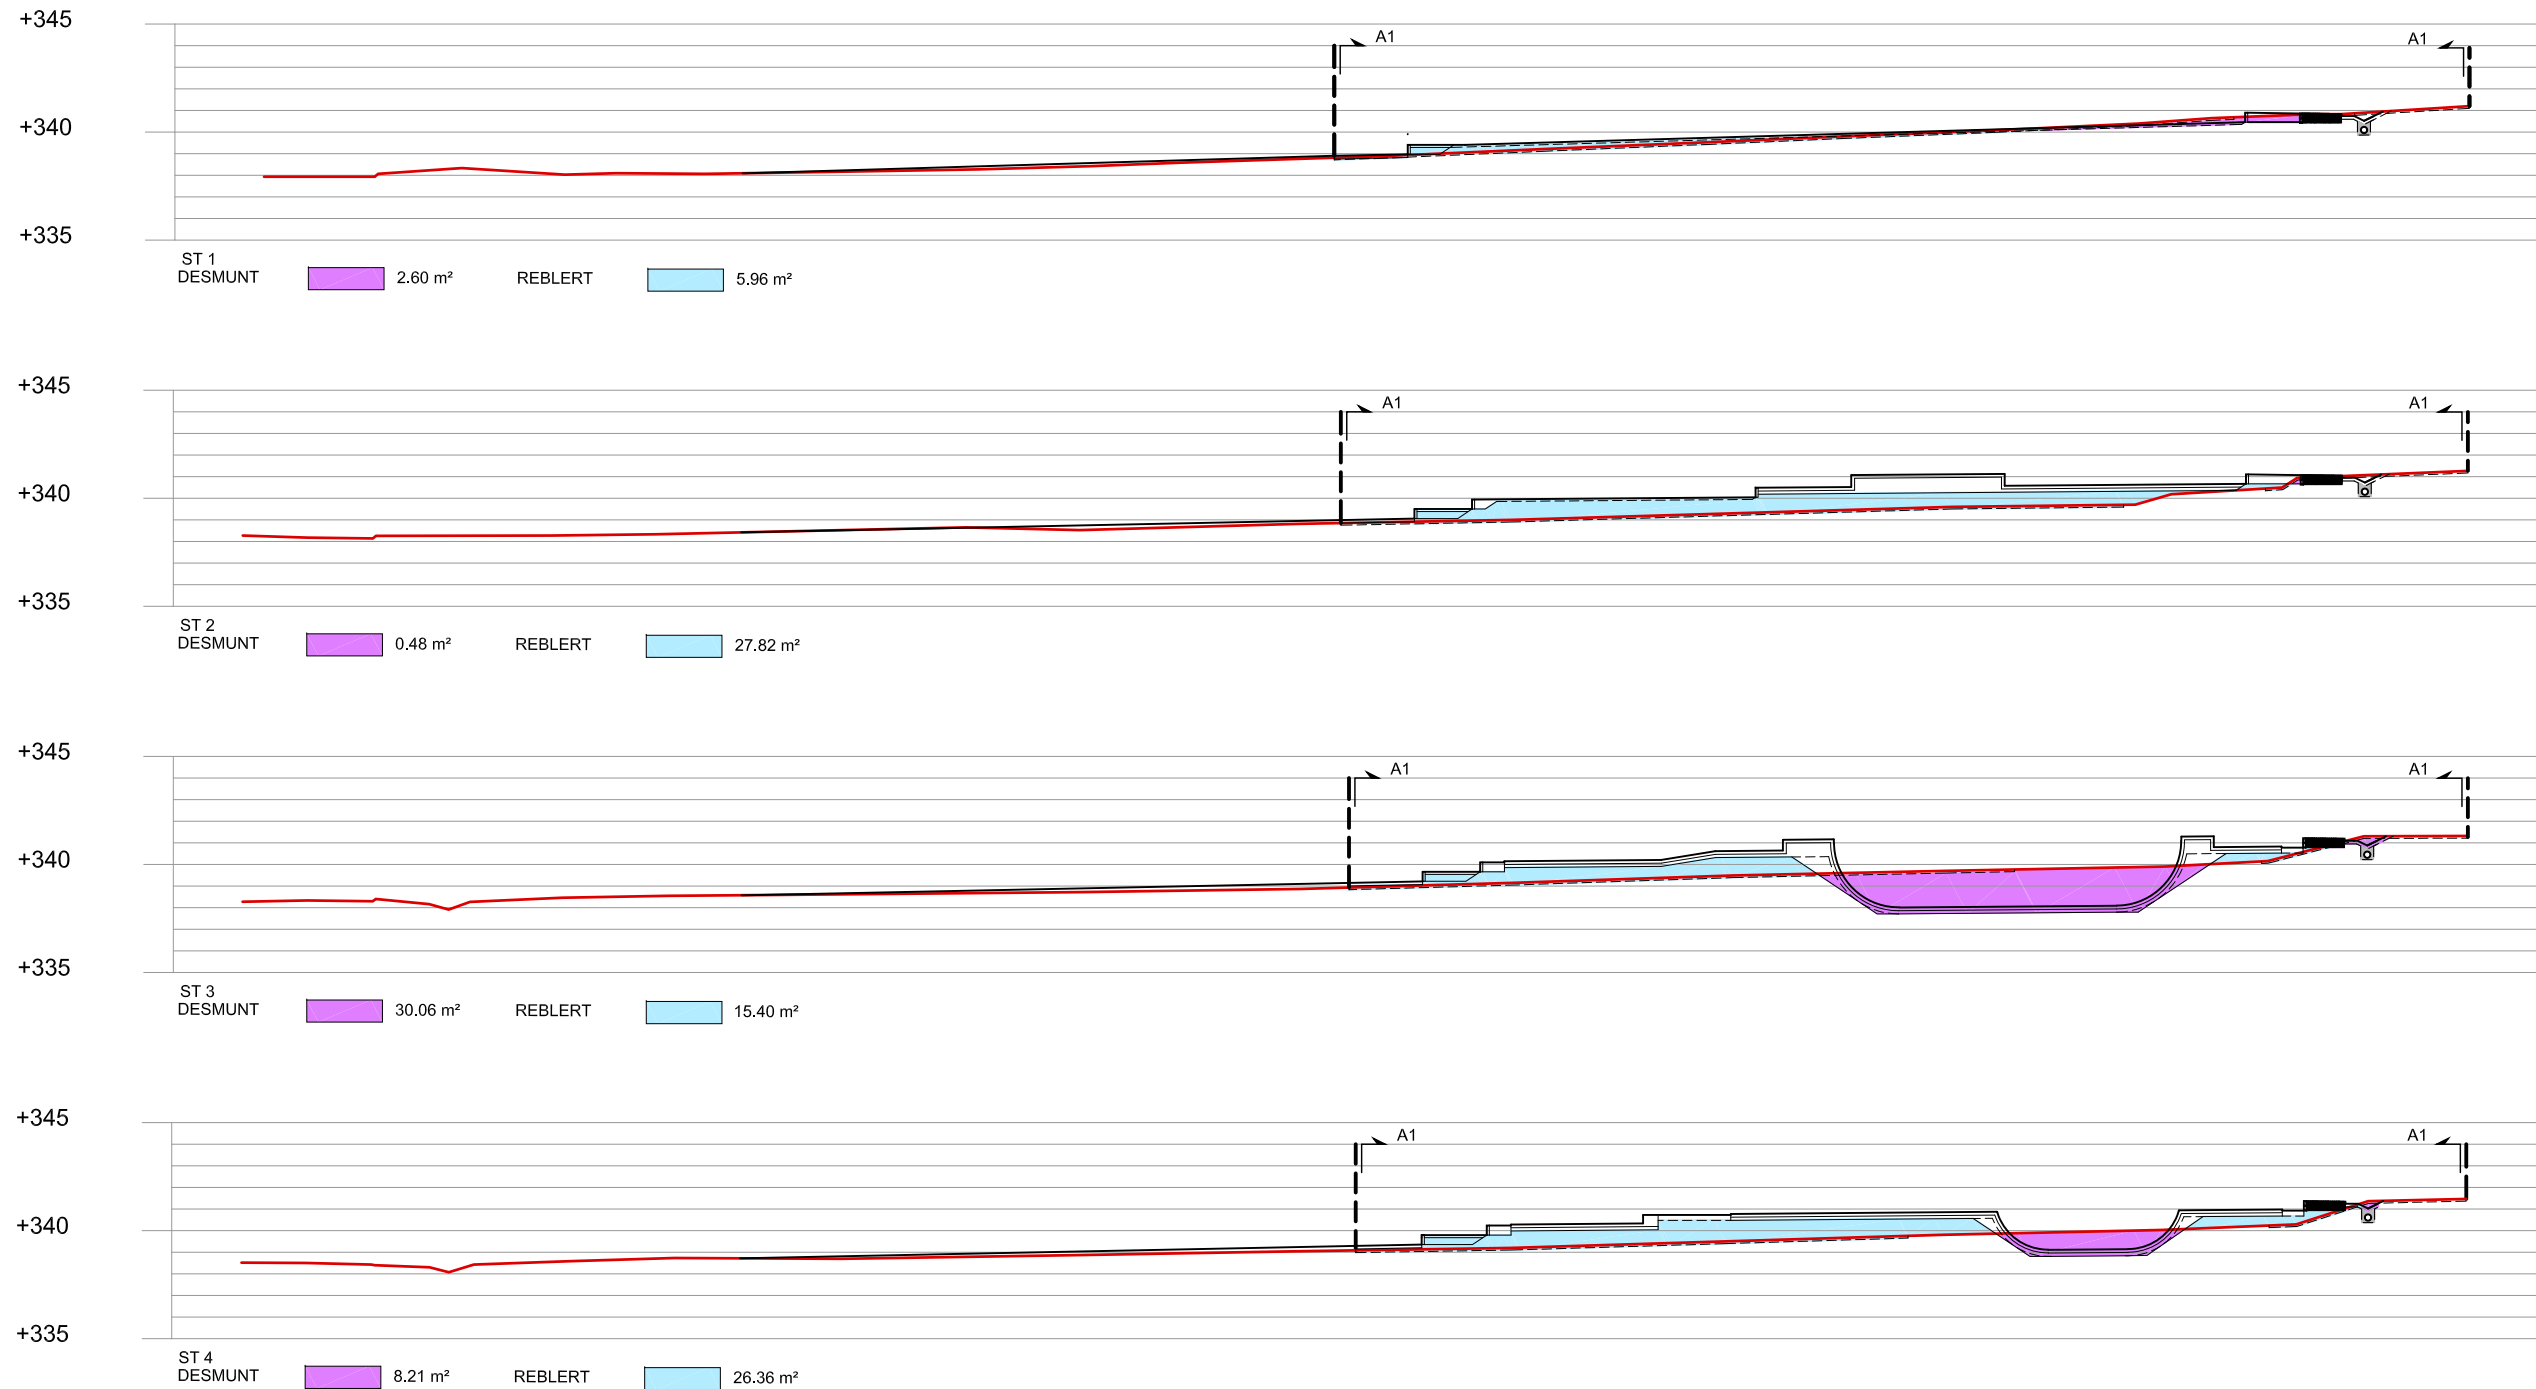 +345
A1 A1
+340
+335
ST 1
DESMUNT 2.60 m² REBLERT 5.96 m²
+345
A1 A1
+340
+335
ST 2
DESMUNT 0.48 m² REBLERT 27.82 m²
+345
A1 A1
+340
+335
ST 3
DESMUNT 30.06 m² REBLERT 15.40 m²
+345
A1 A1
+340
+335
ST 4
DESMUNT 8.21 m² REBLERT 26.36 m²